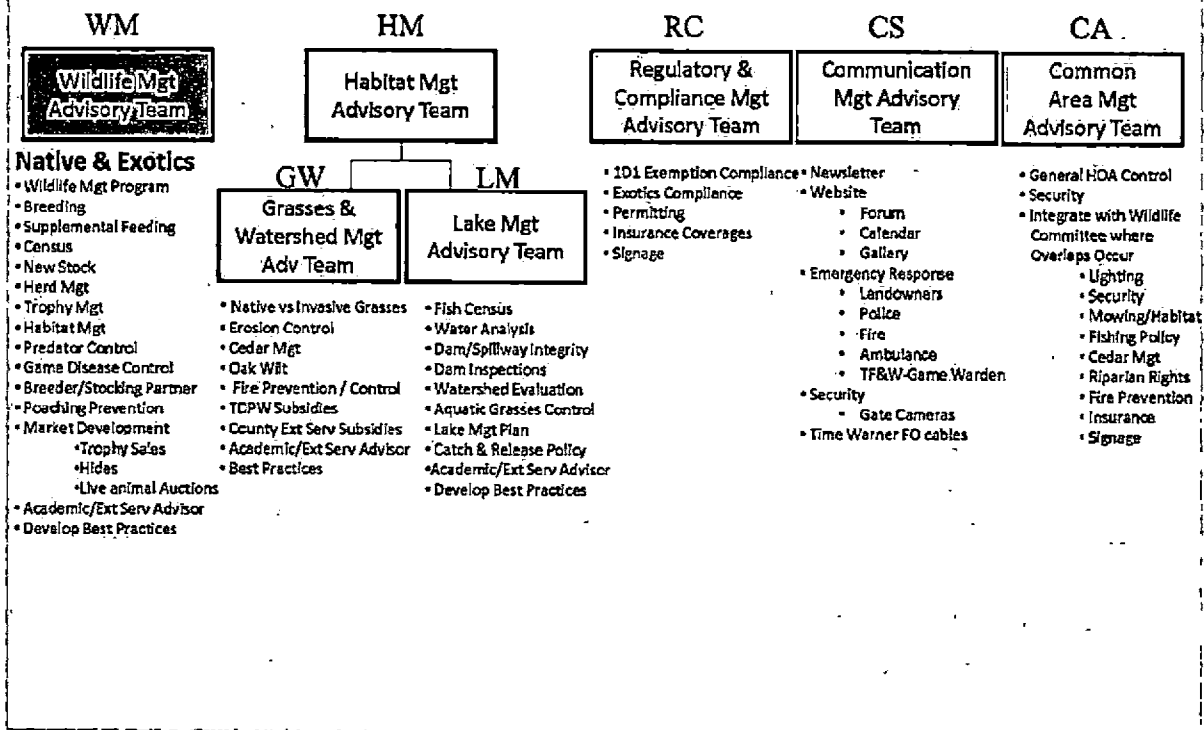 WM
Wildlife Mgt
Advisory Team
Native & Exotics
• Wildlife Mgt Program
• Breeding
• Supplemental Feeding
• Census
• New Stock
• Herd Mgt
• Trophy Mgt
• Habitat Mgt
• Predator Control
• Game Disease Control
• Breeder/Stocking Partner
• Poaching Prevention
• Market Development
• Trophy Sales
• Hides
• Live animal Auctions
• Academic/Ext Serv Advisor
• Develop Best Practices
HM
Habitat Mgt
Advisory Team
GW
Grasses &
Watershed Mgt
Adv Team
• Native vs Invasive Grasses
• Erosion Control
• Cedar Mgt
• Oak Wilt
• Fire Prevention / Control
• TDPW Subsidies
• County Ext Serv Subsidies
• Academic/Ext Serv Advisor
• Best Practices
LM
Lake Mgt
Advisory Team
• Fish Census
• Water Analysis
• Dam/Spillway Integrity
• Dam Inspections
• Watershed Evaluation
• Aquatic Grasses Control
• Lake Mgt Plan
• Catch & Release Policy
• Academic/Ext Serv Advisor
• Develop Best Practices
RC
Regulatory &
Compliance Mgt
Advisory Team
• 1D1 Exemption Compliance
• Exotics Compliance
• Permitting
• Insurance Coverages
• Signage
CS
Communication
Mgt Advisory
Team
• Newsletter
• Website
• Forum
• Calendar
• Gallery
• Emergency Response
• Landowners
• Police
• Fire
• Ambulance
• TF&W-Game Warden
• Security
• Gate Cameras
• Time Warner FO cables
CA
Common
Area Mgt
Advisory Team
• General HOA Control
• Security
• Integrate with Wildlife
Committee where
Overlaps Occur
• Lighting
• Security
• Mowing/Habitat
• Fishing Policy
• Cedar Mgt
• Riparian Rights
• Fire Prevention
• Insurance
• Signage